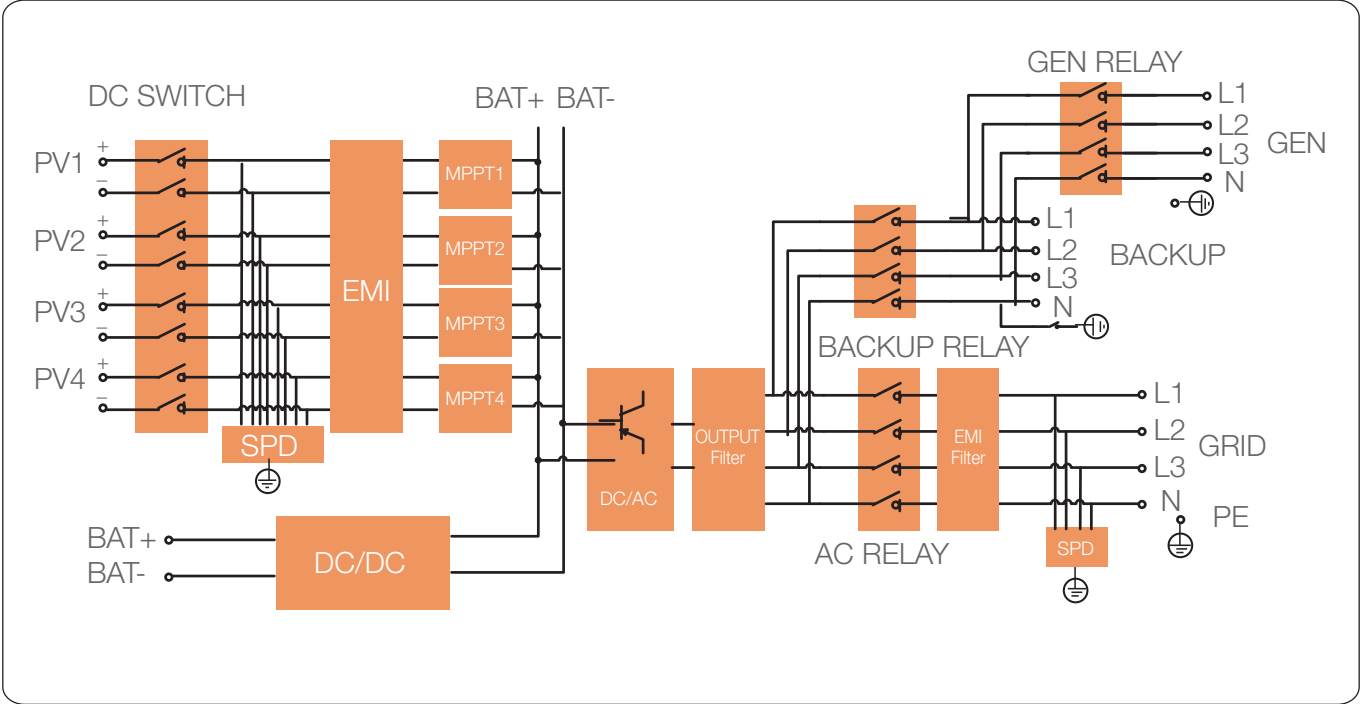 GEN RELAY
DC SWITCH
BAT+ BAT-
L1
L2
L3
N
GEN
PV1
+
–
PV2
+
–
PV3
+
–
PV4
+
–
EMI
MPPT1
MPPT2
MPPT3
MPPT4
SPD
L1
L2
L3
N
BACKUP
BACKUP RELAY
DC/AC
OUTPUT
Filter
EMI
Filter
L1
L2
L3
N
GRID
PE
AC RELAY
SPD
BAT+
BAT-
DC/DC